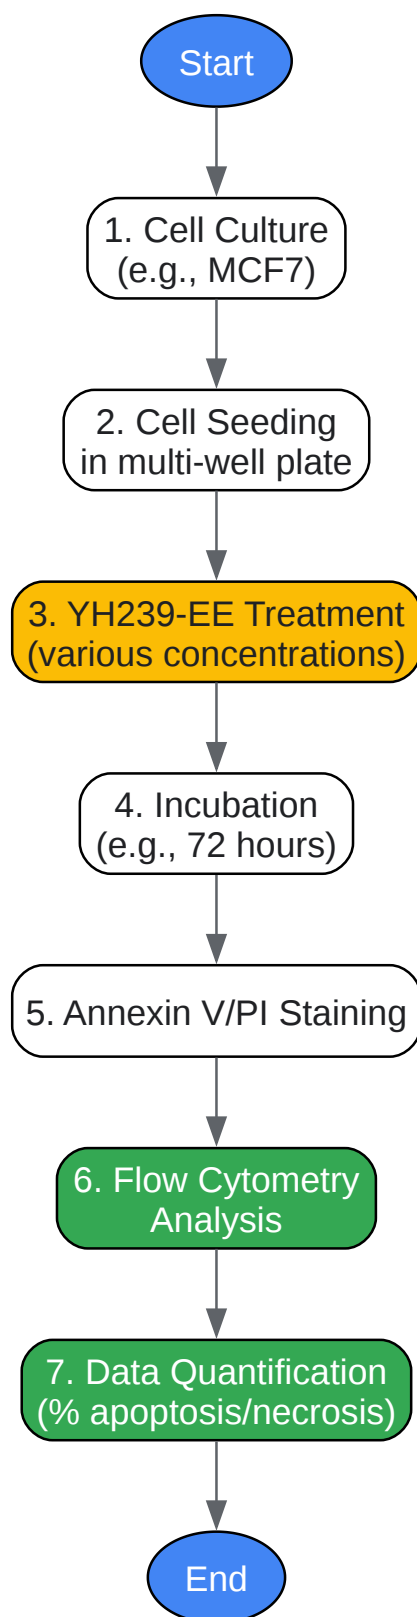 Start
1. Cell Culture
(e.g., MCF7)
2. Cell Seeding
in multi-well plate
3. YH239-EE Treatment
(various concentrations)
4. Incubation
(e.g., 72 hours)
5. Annexin V/PI Staining
6. Flow Cytometry
Analysis
7. Data Quantification
(% apoptosis/necrosis)
End